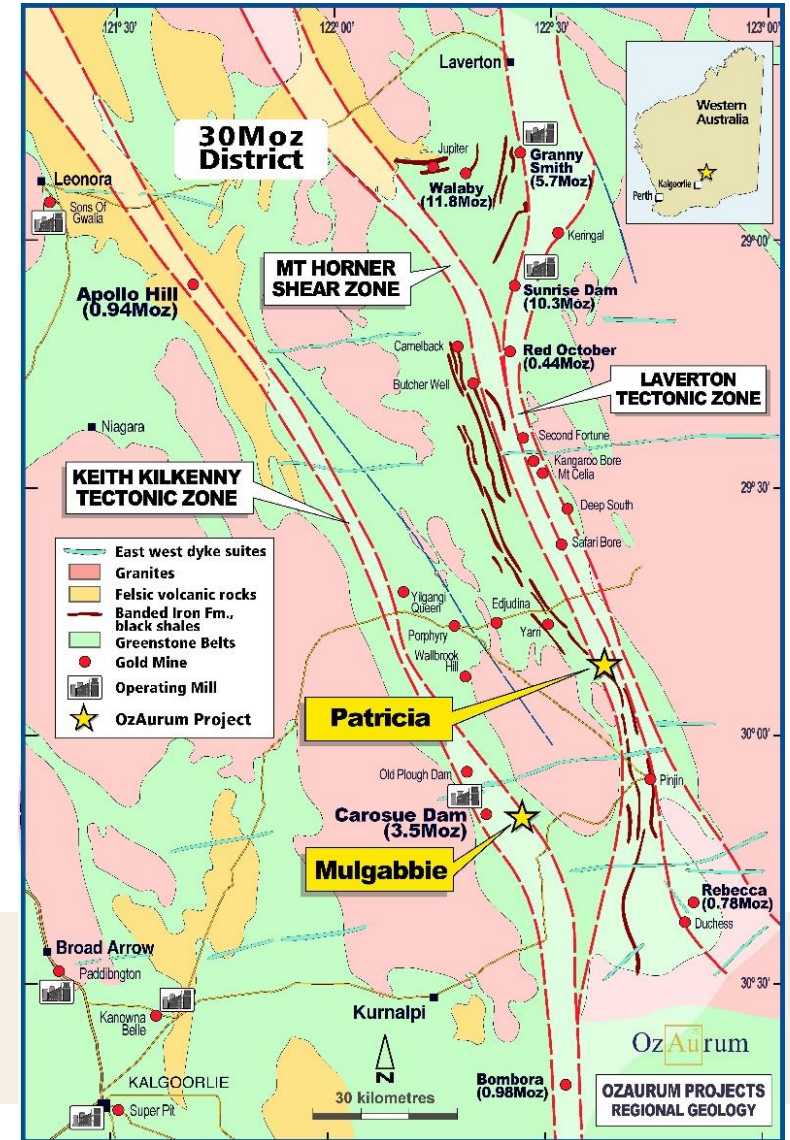 121°30'
122°00'
122°30'
123°00'
Laverton
Western
Australia
Kalgoorlie
Perth
30Moz
District
Jupiter
Walaby
(11.8Moz)
Granny
Smith
(5.7Moz)
Leonora
Sons Of
Gwalia
Keringal
29°00'
MT HORNER
SHEAR ZONE
Apollo Hill
(0.94Moz)
Sunrise Dam
(10.3Moz)
Camelback
Red October
(0.44Moz)
Butcher Well
LAVERTON
TECTONIC ZONE
Niagara
Second Fortune
Kangaroo Bore
Mt Celia
KEITH KILKENNY
TECTONIC ZONE
29°30'
Deep South
Safari Bore
East west dyke suites
Granites
Felsic volcanic rocks
Banded Iron Fm.,
black shales
Greenstone Belts
Gold Mine
Operating Mill
OzAurum Project
Yilgangi
Queen
Edjudina
Porphyry
Yarn
Wallbrook
Hill
Patricia
30°00'
Old Plough Dam
Pinjin
Carosue Dam
(3.5Moz)
Mulgabbie
Rebecca
(0.78Moz)
Duchess
Broad Arrow
Paddibngton
30°30'
Kanowna
Belle
Kurnalpi
OzAurum
N
KALGOORLIE
30 kilometres
Bombora
(0.98Moz)
OZAURUM PROJECTS
REGIONAL GEOLOGY
Super Pit